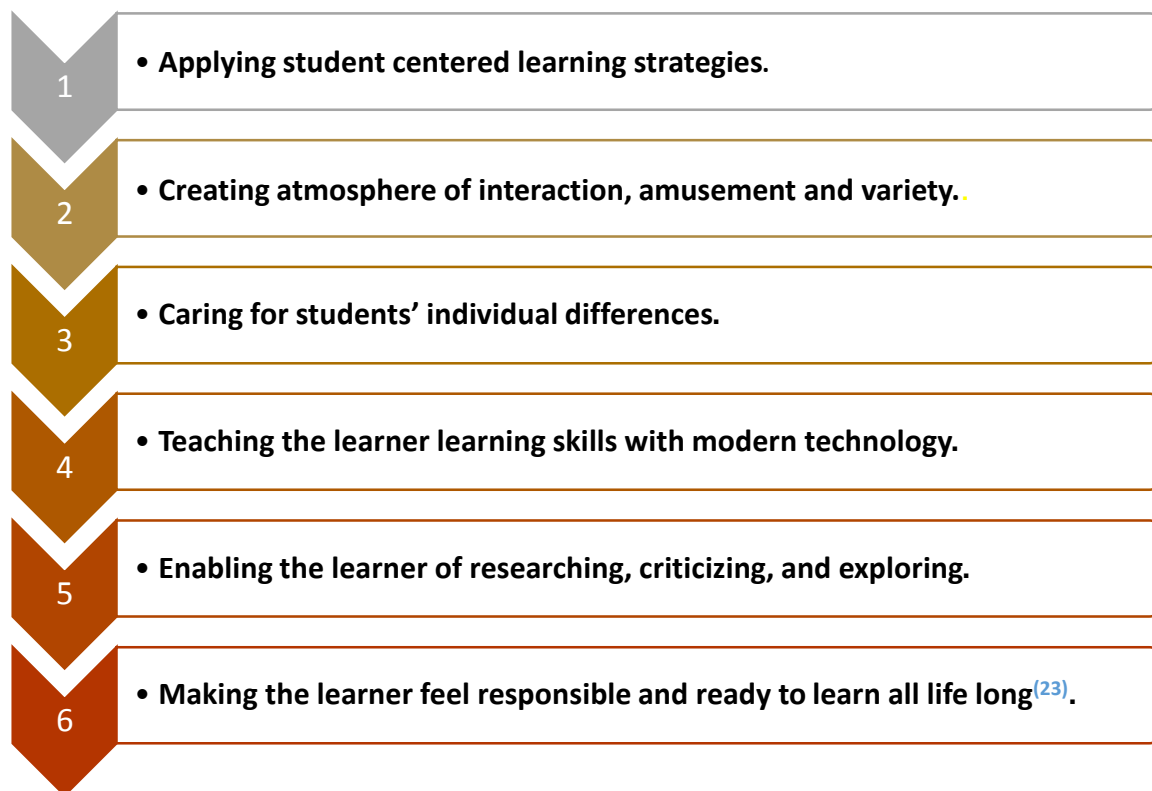 1 • Applying student centered learning strategies.
2 • Creating atmosphere of interaction, amusement and variety..
3 • Caring for students’ individual differences.
4 • Teaching the learner learning skills with modern technology.
5 • Enabling the learner of researching, criticizing, and exploring.
6 • Making the learner feel responsible and ready to learn all life long(23).